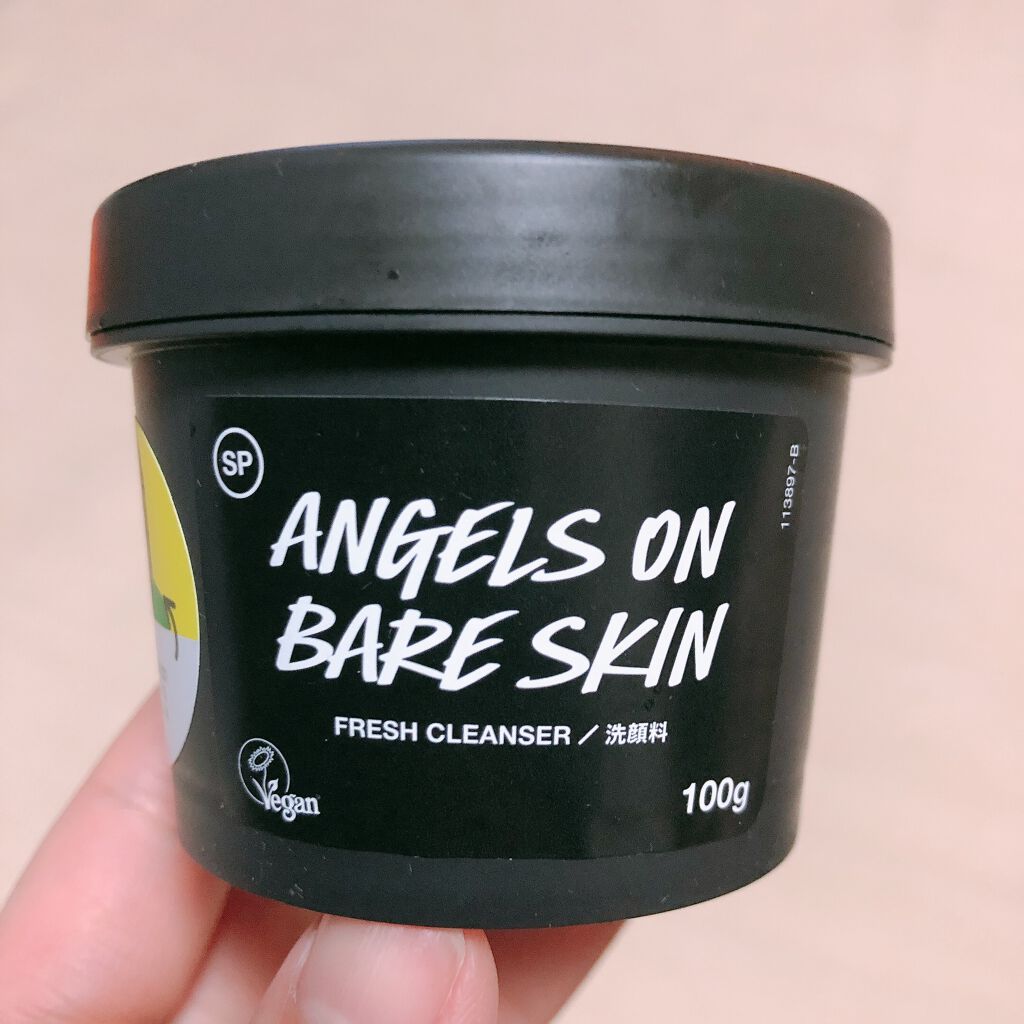 SP
ANGELS ON
BARE SKIN
FRESH CLEANSER / 洗顔料
Vegan
100g
113897-B